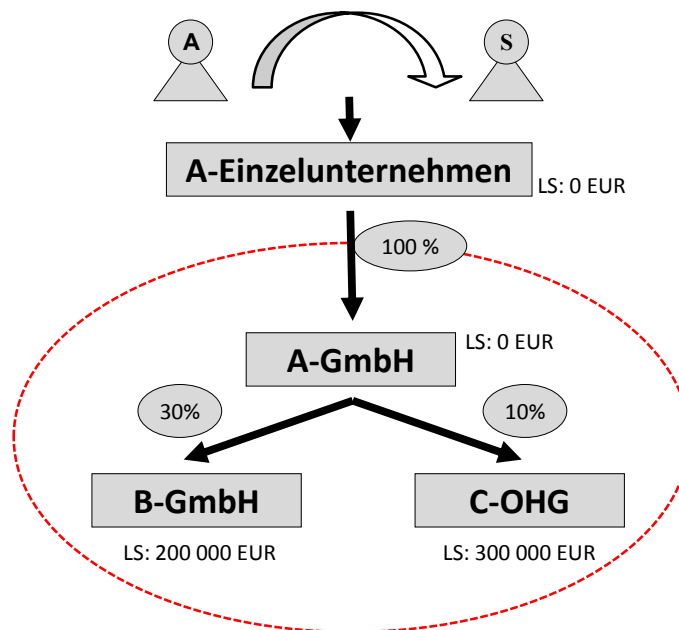 A
S
A-Einzelunternehmen
LS: 0 EUR
100 %
A-GmbH
LS: 0 EUR
30%
10%
B-GmbH
C-OHG
LS: 200 000 EUR
LS: 300 000 EUR